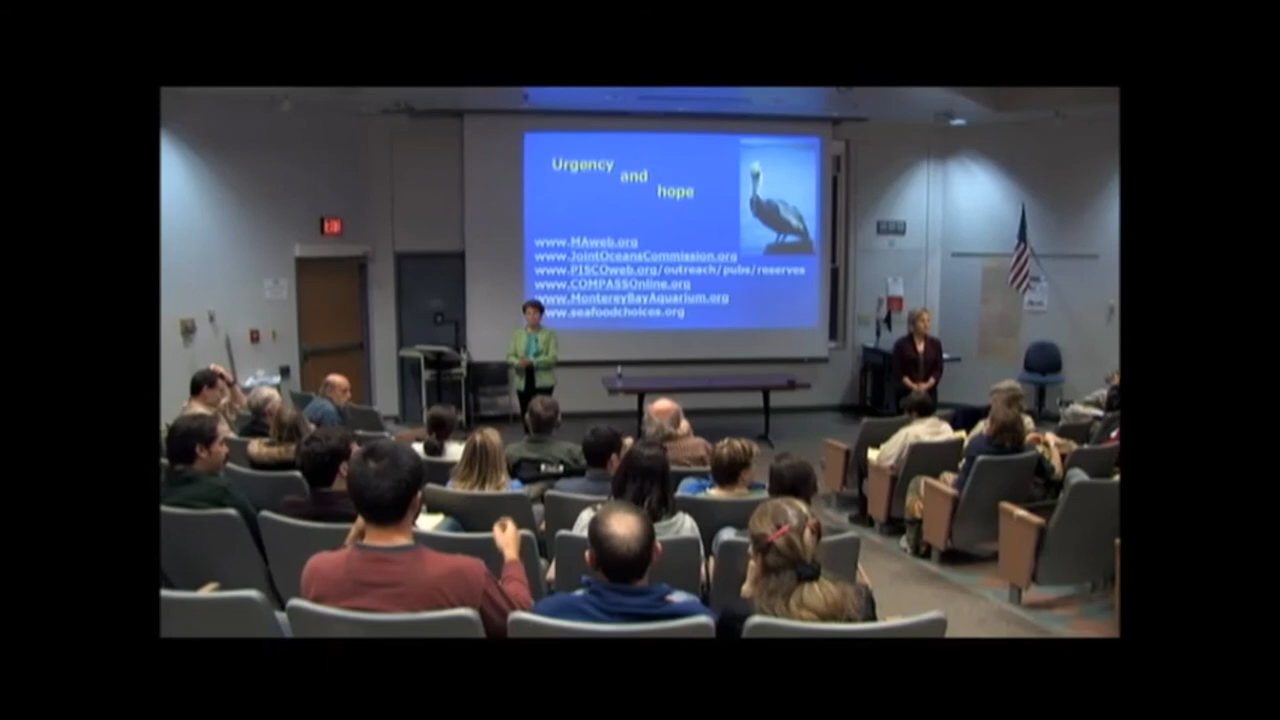 Urgency
and
hope
www.MAweb.org
www.JointOceansCommission.org
www.PISCOweb.org/outreach/pubs/reserves
www.COMPASSOnline.org
www.MontereyBayAquarium.org
www.seafoodchoices.org